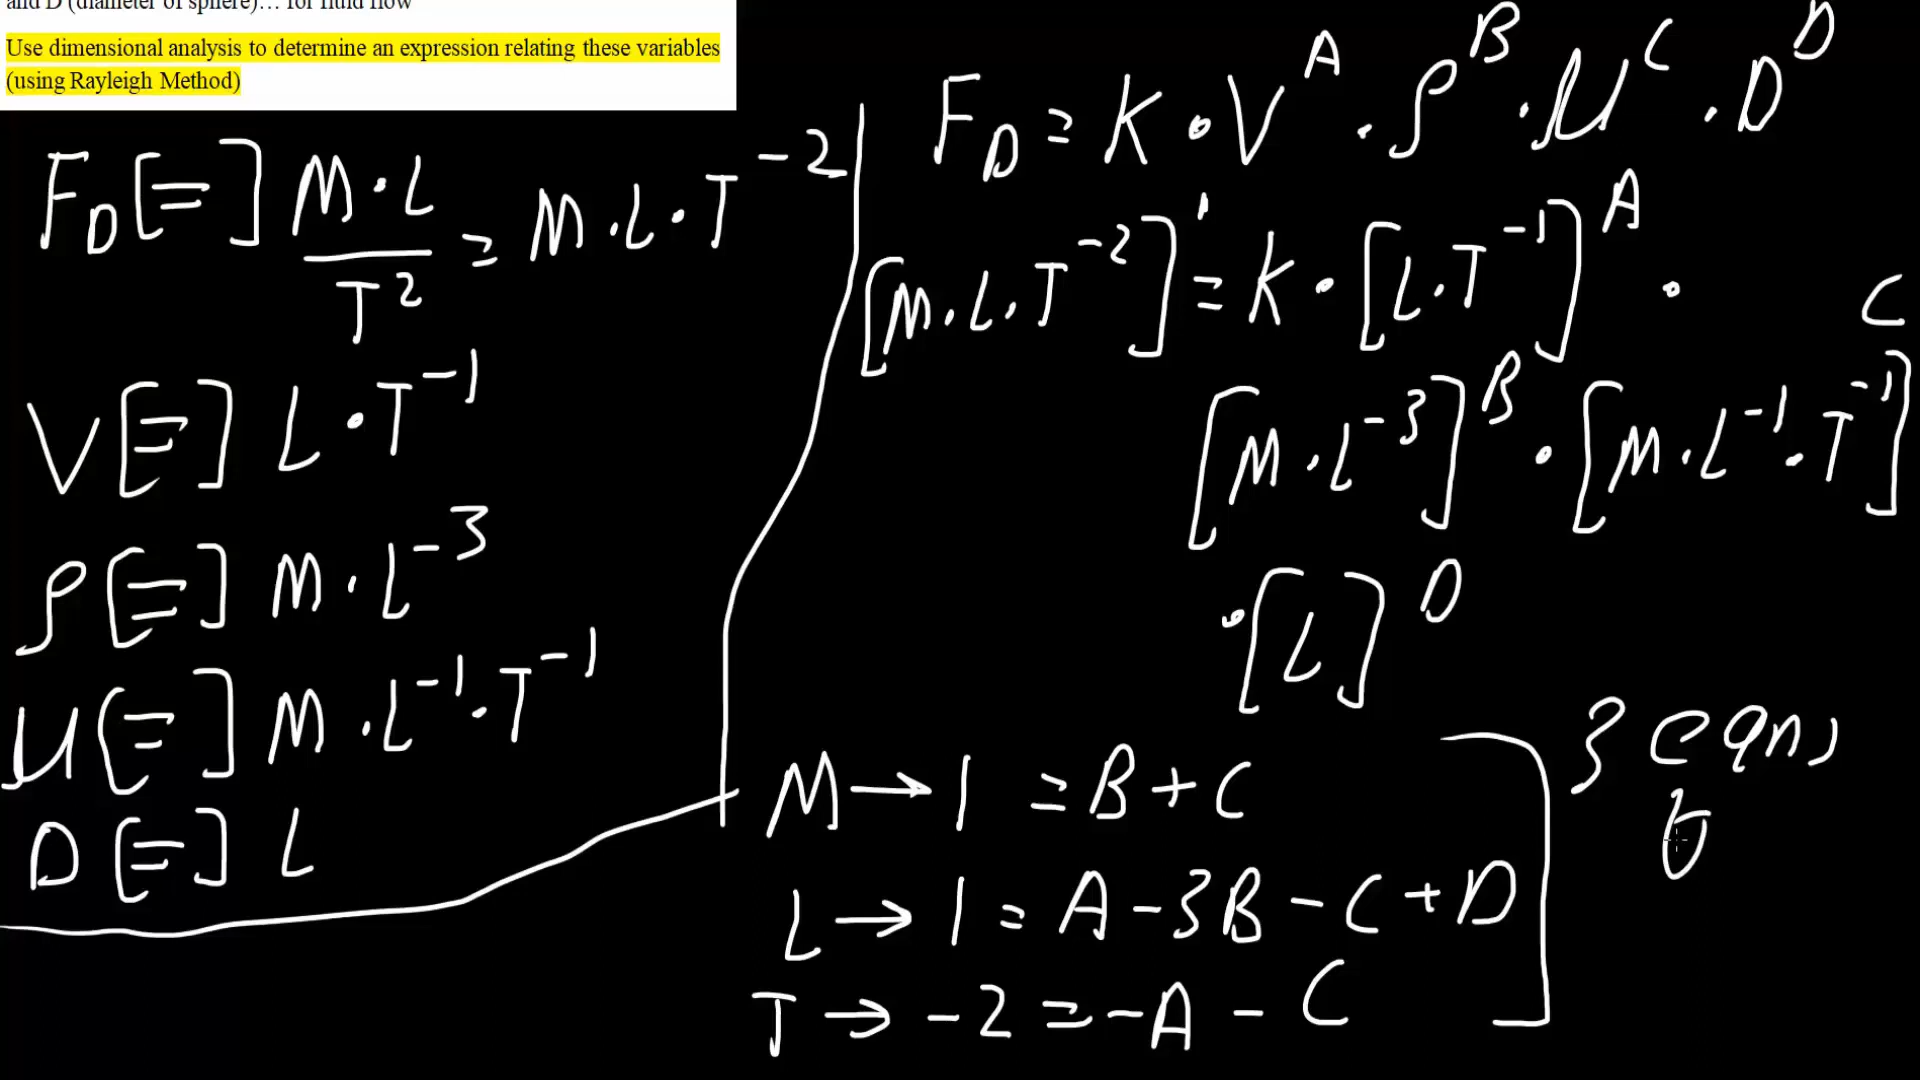 and D (diameter of sphere)... for fluid flow
Use dimensional analysis to determine an expression relating these variables
(using Rayleigh Method)
F_D [=] M·L / T² = M·L·T⁻²
V [=] L·T⁻¹
ρ [=] M·L⁻³
μ [=] M·L⁻¹·T⁻¹
D [=] L
F_D = K·V^A·ρ^B·μ^C·D^D
[M·L·T⁻²]¹ = K·[L·T⁻¹]^A·
[M·L⁻³]^B·[M·L⁻¹·T⁻¹]^C
·[L]^D
M → 1 = B + C
L → 1 = A - 3B - C + D
T → -2 = -A - C
3 eqns